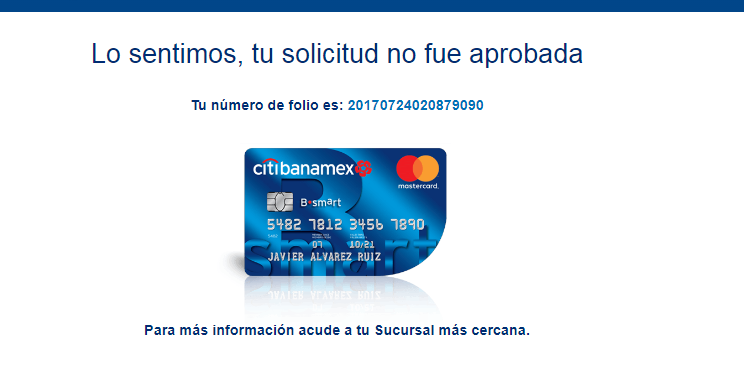 Lo sentimos, tu solicitud no fue aprobada
Tu número de folio es: 20170724020879090
citibanamex
mastercard.
B•smart
5482 7812 3456 7890
07 10/21
JAVIER ALVAREZ RUIZ
smart
Para más información acude a tu Sucursal más cercana.